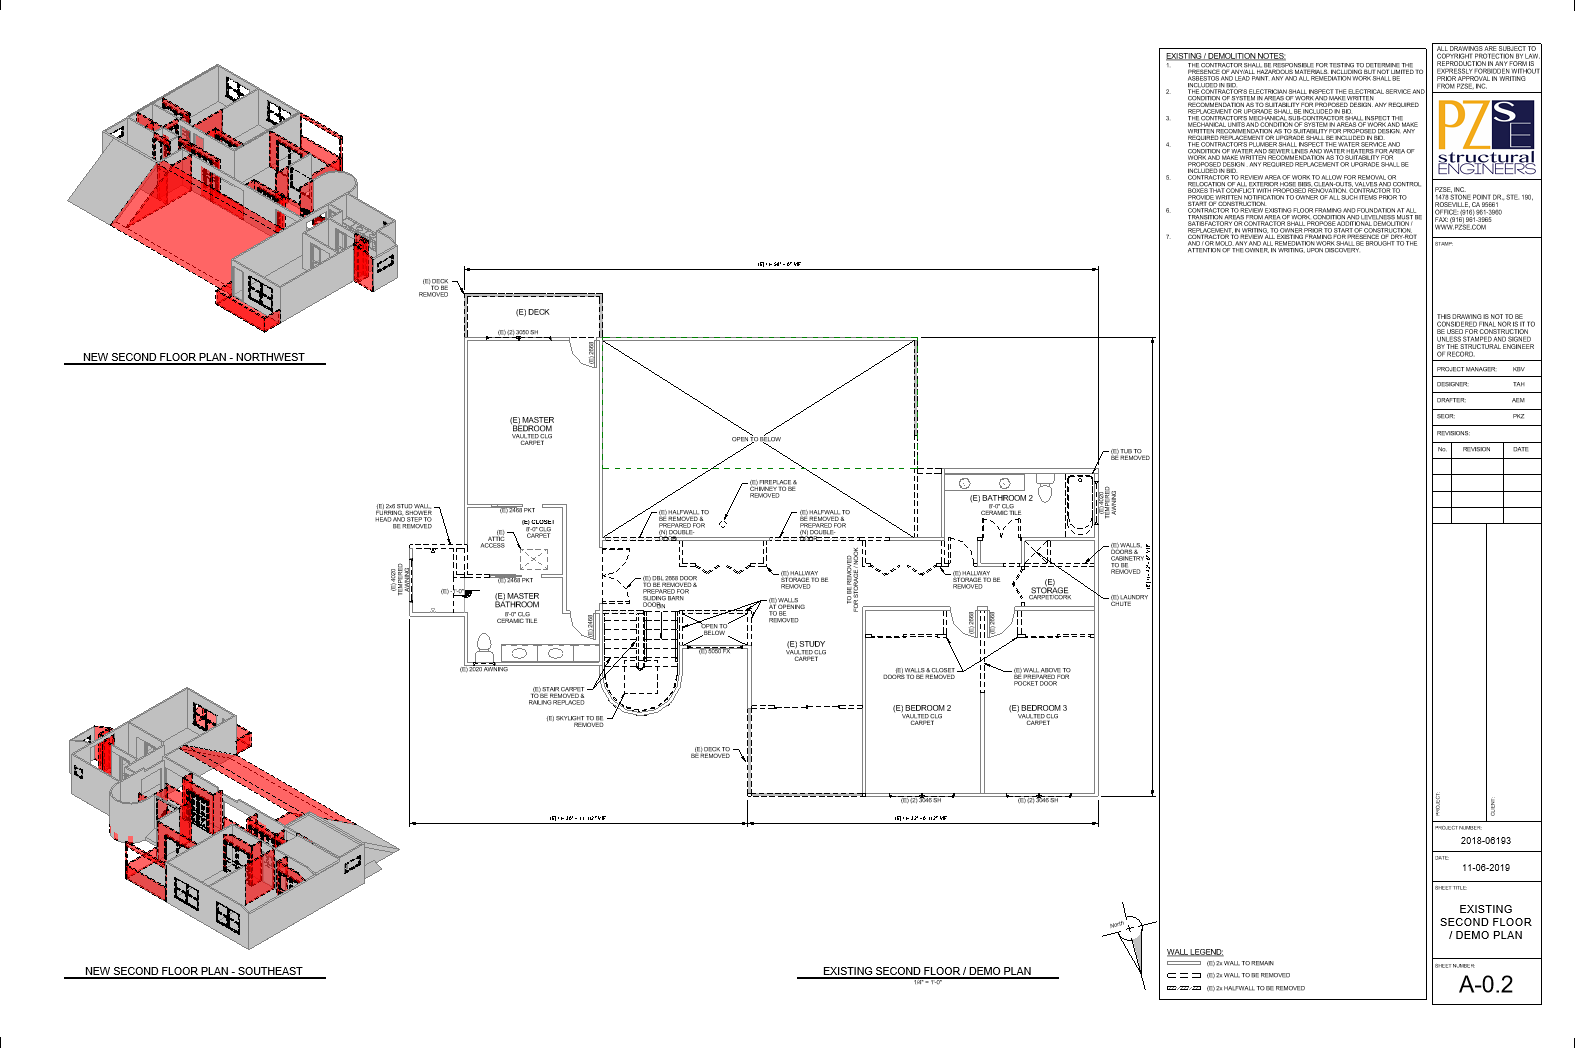 EXISTING / DEMOLITION NOTES:
1. THE CONTRACTOR SHALL BE RESPONSIBLE FOR TESTING TO DETERMINE THE
PRESENCE OF ANY/ALL HAZARDOUS MATERIALS. INCLUDING BUT NOT LIMITED TO
ASBESTOS AND LEAD PAINT. ANY AND ALL REMEDIATION WORK SHALL BE
INCLUDED IN BID.
2. THE CONTRACTOR'S ELECTRICIAN SHALL INSPECT THE ELECTRICAL SERVICE AND
CONDITION OF SYSTEM IN AREAS OF WORK AND MAKE WRITTEN
RECOMMENDATION AS TO SUITABILITY FOR PROPOSED DESIGN. ANY REQUIRED
REPLACEMENT OR UPGRADE SHALL BE INCLUDED IN BID.
3. THE CONTRACTOR'S MECHANICAL SUB-CONTRACTOR SHALL INSPECT THE
MECHANICAL UNITS AND CONDITION OF SYSTEM IN AREAS OF WORK AND MAKE
WRITTEN RECOMMENDATION AS TO SUITABILITY FOR PROPOSED DESIGN. ANY
REQUIRED REPLACEMENT OR UPGRADE SHALL BE INCLUDED IN BID.
4. THE CONTRACTOR'S PLUMBER SHALL INSPECT THE WATER SERVICE AND
CONDITION OF WATER AND SEWER LINES AND WATER HEATERS FOR AREA OF
WORK AND MAKE WRITTEN RECOMMENDATION AS TO SUITABILITY FOR
PROPOSED DESIGN . ANY REQUIRED REPLACEMENT OR UPGRADE SHALL BE
INCLUDED IN BID.
5. CONTRACTOR TO REVIEW AREA OF WORK TO ALLOW FOR REMOVAL OR
RELOCATION OF ALL EXTERIOR HOSE BIBS, CLEAN-OUTS, VALVES AND CONTROL
BOXES THAT CONFLICT WITH PROPOSED RENOVATION. CONTRACTOR TO
PROVIDE WRITTEN NOTIFICATION TO OWNER OF ALL SUCH ITEMS PRIOR TO
START OF CONSTRUCTION.
6. CONTRACTOR TO REVIEW EXISTING FLOOR FRAMING AND FOUNDATION AT ALL
TRANSITION AREAS FROM AREA OF WORK, CONDITION AND LEVELNESS MUST BE
SATISFACTORY OR CONTRACTOR SHALL PROPOSE ADDITIONAL DEMOLITION /
REPLACEMENT, IN WRITING, TO OWNER PRIOR TO START OF CONSTRUCTION.
7. CONTRACTOR TO REVIEW ALL EXISTING FRAMING FOR PRESENCE OF DRY-ROT
AND / OR MOLD. ANY AND ALL REMEDIATION WORK SHALL BE BROUGHT TO THE
ATTENTION OF THE OWNER, IN WRITING, UPON DISCOVERY.
ALL DRAWINGS ARE SUBJECT TO
COPYRIGHT PROTECTION BY LAW.
REPRODUCTION IN ANY FORM IS
EXPRESSLY FORBIDDEN WITHOUT
PRIOR APPROVAL IN WRITING
FROM PZSE, INC.
PZSE
structural
ENGINEERS
PZSE, INC.
1478 STONE POINT DR., STE. 190,
ROSEVILLE, CA 95661
OFFICE: (916) 961-3960
FAX: (916) 961-3965
WWW.PZSE.COM
STAMP:
THIS DRAWING IS NOT TO BE
CONSIDERED FINAL NOR IS IT TO
BE USED FOR CONSTRUCTION
UNLESS STAMPED AND SIGNED
BY THE STRUCTURAL ENGINEER
OF RECORD.
PROJECT MANAGER: KBV
DESIGNER: TAH
DRAFTER: AEM
SEOR: PKZ
REVISIONS:
No. REVISION DATE
PROJECT:
CLIENT:
PROJECT NUMBER:
2018-06193
DATE:
11-06-2019
SHEET TITLE:
EXISTING
SECOND FLOOR
/ DEMO PLAN
SHEET NUMBER:
A-0.2
NEW SECOND FLOOR PLAN - NORTHWEST
NEW SECOND FLOOR PLAN - SOUTHEAST
(E) DECK
TO BE
REMOVED
(E) DECK
(E) (2) 3050 SH
(E) 2868
(E) MASTER
BEDROOM
VAULTED CLG
CARPET
OPEN TO BELOW
(E) FIREPLACE &
CHIMNEY TO BE
REMOVED
(E) TUB TO
BE REMOVED
(E) BATHROOM 2
8'-0" CLG
CERAMIC TILE
TEMPERED
AWNING
(E) 2x6 STUD WALL,
FURRING, SHOWER
HEAD AND STEP TO
BE REMOVED
(E) 2468 PKT
(E) CLOSET
8'-0" CLG
CARPET
(E)
ATTIC
ACCESS
(E) HALFWALL TO
BE REMOVED &
PREPARED FOR
(N) DOUBLE-
(E) HALFWALL TO
BE REMOVED &
PREPARED FOR
(N) DOUBLE-
(E) WALLS,
DOORS &
CABINETRY
TO BE
REMOVED
(E) 4020
TEMPERED
AWNING
(E) 2468 PKT
(E) MASTER
BATHROOM
8'-0" CLG
CERAMIC TILE
(E) 2468
(E) DBL 2668 DOOR
TO BE REMOVED &
PREPARED FOR
SLIDING BARN
DOOR
(E) HALLWAY
STORAGE TO BE
REMOVED
TO BE REMOVED
FOR STORAGE / NOOK
(E) HALLWAY
STORAGE TO BE
REMOVED
(E)
STORAGE
CARPET/CORK
(E) LAUNDRY
CHUTE
(E) WALLS
AT OPENING
TO BE
REMOVED
OPEN TO
BELOW
(E) 5050 FX
(E) STUDY
VAULTED CLG
CARPET
(E) 2868
(E) 2868
(E) 2020 AWNING
(E) STAIR CARPET
TO BE REMOVED &
RAILING REPLACED
(E) SKYLIGHT TO BE
REMOVED
(E) WALLS & CLOSET
DOORS TO BE REMOVED
(E) WALL ABOVE TO
BE PREPARED FOR
POCKET DOOR
(E) BEDROOM 2
VAULTED CLG
CARPET
(E) BEDROOM 3
VAULTED CLG
CARPET
(E) DECK TO
BE REMOVED
(E) (2) 3046 SH
(E) (2) 3046 SH
North
EXISTING SECOND FLOOR / DEMO PLAN
1/4" = 1'-0"
WALL LEGEND:
(E) 2x WALL TO REMAIN
(E) 2x WALL TO BE REMOVED
(E) 2x HALFWALL TO BE REMOVED